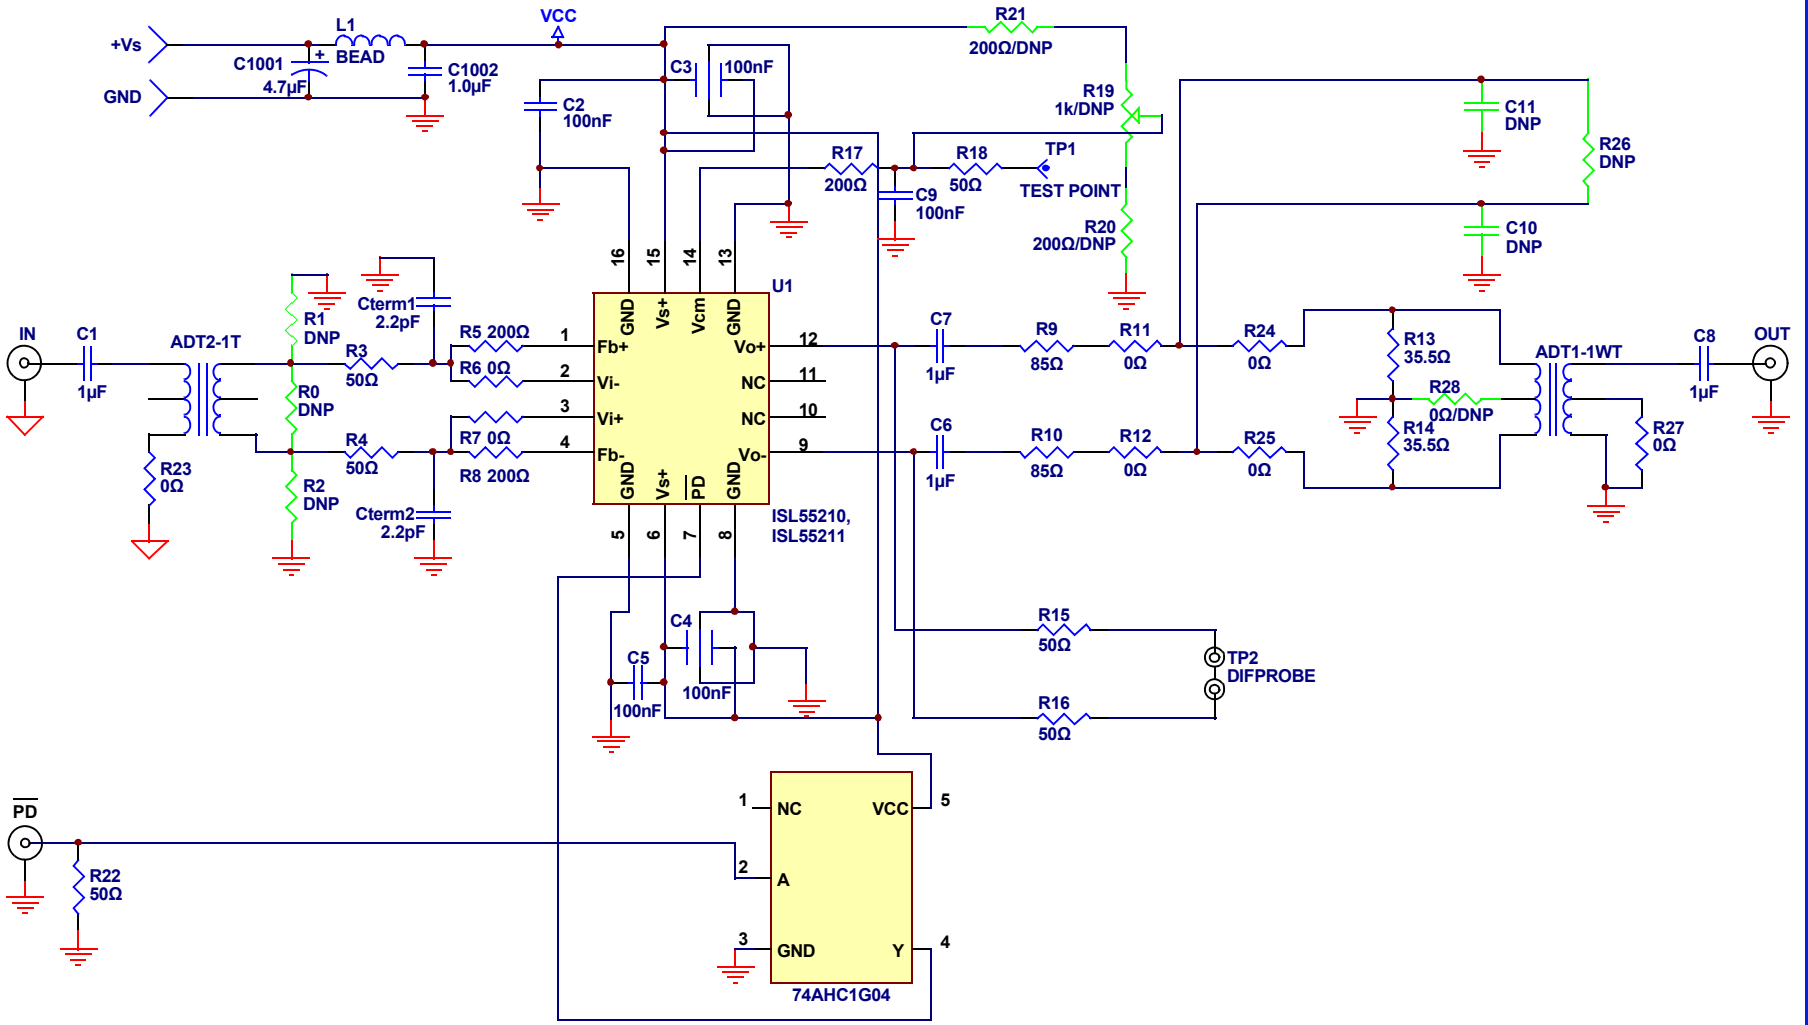 +Vs
GND
C1001
4.7µF
+
L1
BEAD
C1002
1.0µF
VCC
C2
100nF
C3
100nF
R21
200Ω/DNP
R19
1k/DNP
R17
200Ω
C9
100nF
R18
50Ω
TP1
TEST POINT
R20
200Ω/DNP
C11
DNP
R26
DNP
C10
DNP
IN
C1
1µF
ADT2-1T
R23
0Ω
R1
DNP
R0
DNP
R2
DNP
R3
50Ω
R4
50Ω
Cterm1
2.2pF
Cterm2
2.2pF
R5 200Ω
R6 0Ω
R7 0Ω
R8 200Ω
16
15
14
13
U1
GND
Vs+
Vcm
GND
1
Fb+
2
Vi-
3
Vi+
4
Fb-
Vo+
12
NC
11
NC
10
Vo-
9
GND
Vs+
PD
GND
5
6
7
8
ISL55210,
ISL55211
C7
1µF
C6
1µF
R9
85Ω
R10
85Ω
R11
0Ω
R12
0Ω
R24
0Ω
R25
0Ω
R13
35.5Ω
R28
0Ω/DNP
R14
35.5Ω
ADT1-1WT
R27
0Ω
C8
1µF
OUT
C5
100nF
C4
100nF
R15
50Ω
R16
50Ω
TP2
DIFPROBE
PD
R22
50Ω
1
NC
VCC
5
2
A
3
GND
Y
4
74AHC1G04